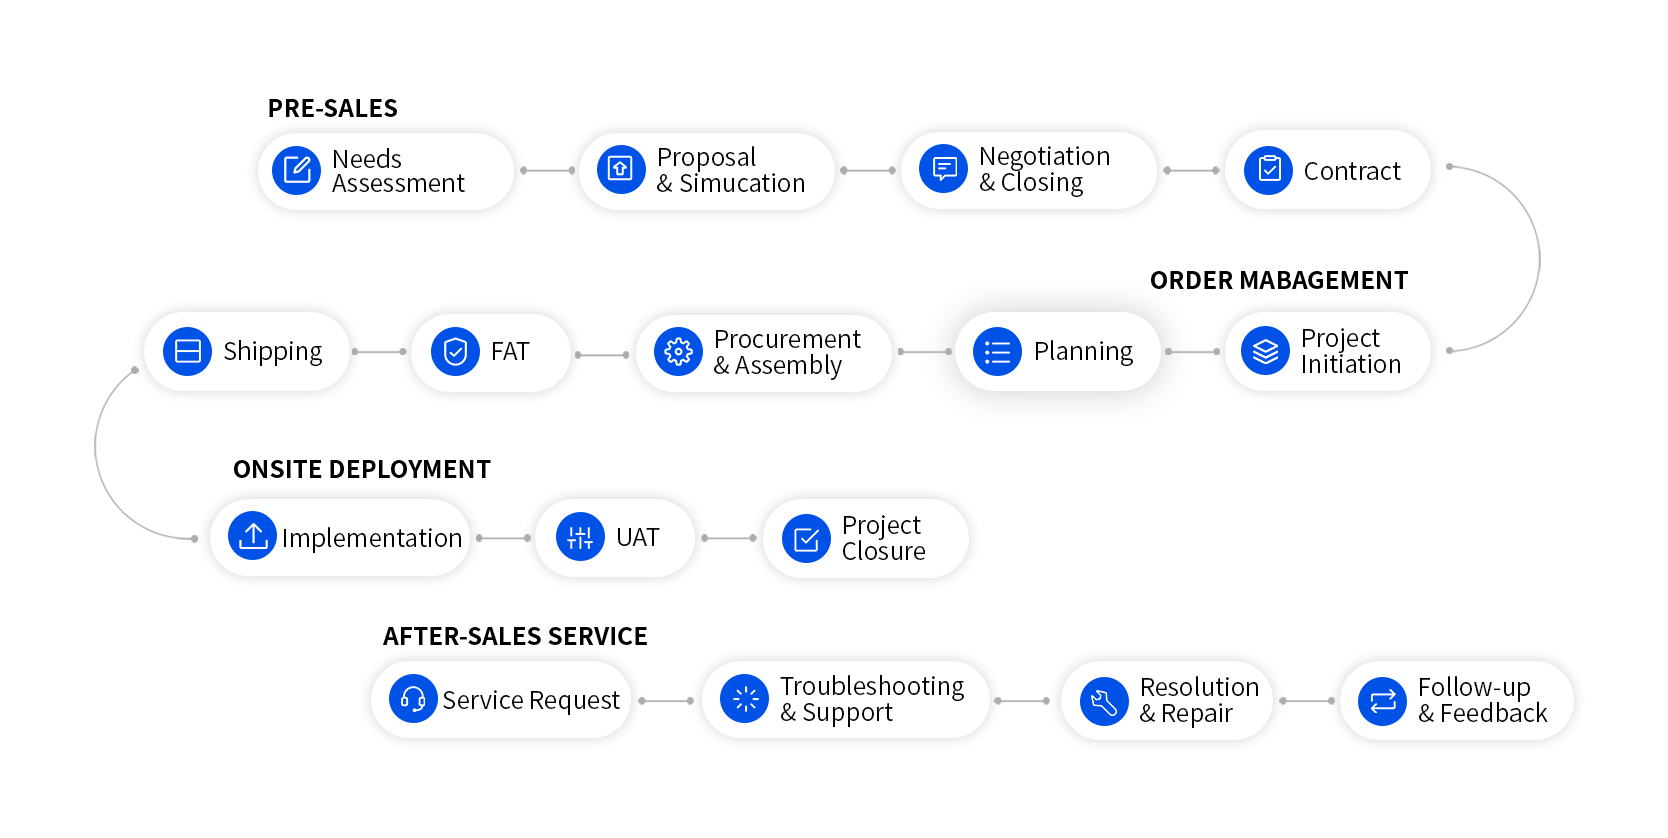 PRE-SALES
Needs
Assessment
Proposal
& Simucation
Negotiation
& Closing
Contract
ORDER MABAGEMENT
Shipping
FAT
Procurement
& Assembly
Planning
Project
Initiation
ONSITE DEPLOYMENT
Implementation
UAT
Project
Closure
AFTER-SALES SERVICE
Service Request
Troubleshooting
& Support
Resolution
& Repair
Follow-up
& Feedback